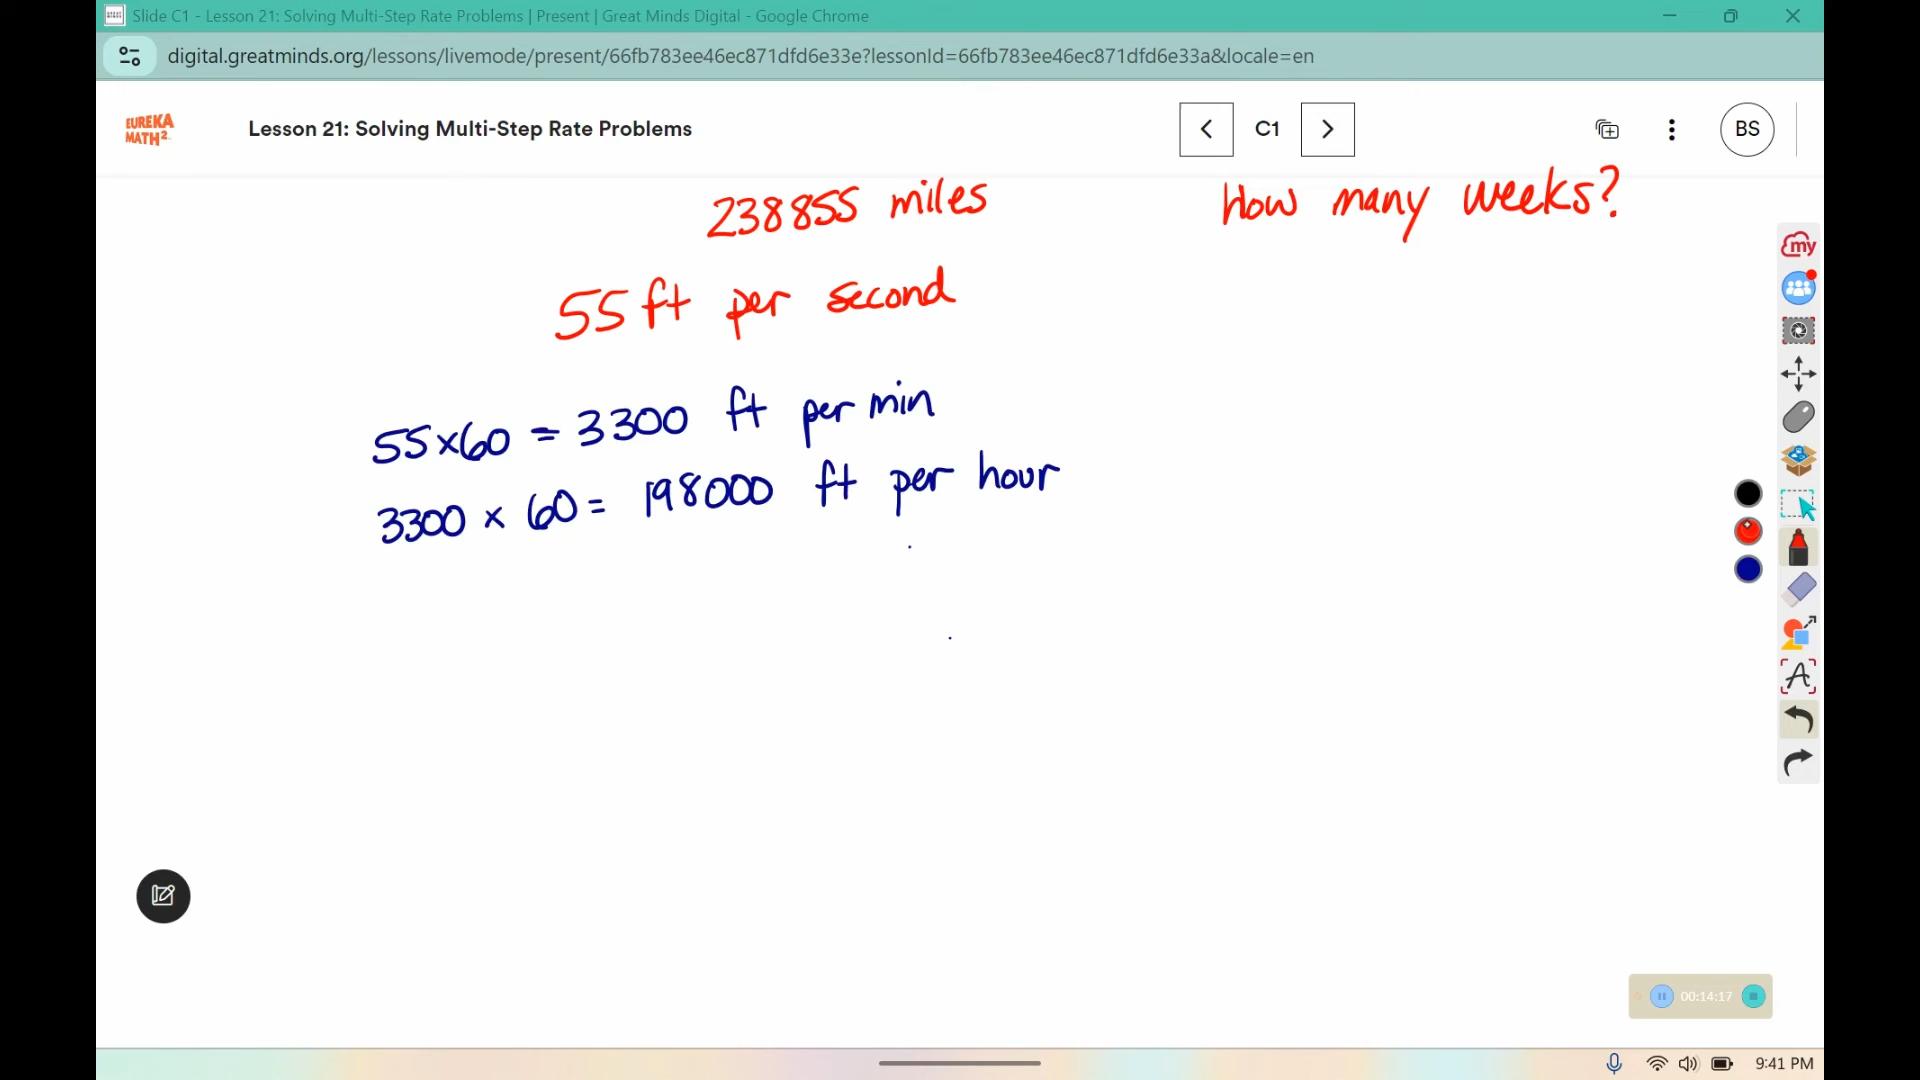 Slide C1 - Lesson 21: Solving Multi-Step Rate Problems | Present | Great Minds Digital - Google Chrome
digital.greatminds.org/lessons/livemode/present/66fb783ee46ec871dfd6e33e?lessonId=66fb783ee46ec871dfd6e33a&locale=en
EUREKA MATH²
Lesson 21: Solving Multi-Step Rate Problems
C1
BS
238855 miles
How many weeks?
55 ft per second
55x60 = 3300 ft per min
3300 x 60 = 198000 ft per hour
my
A
00:14:17
9:41 PM